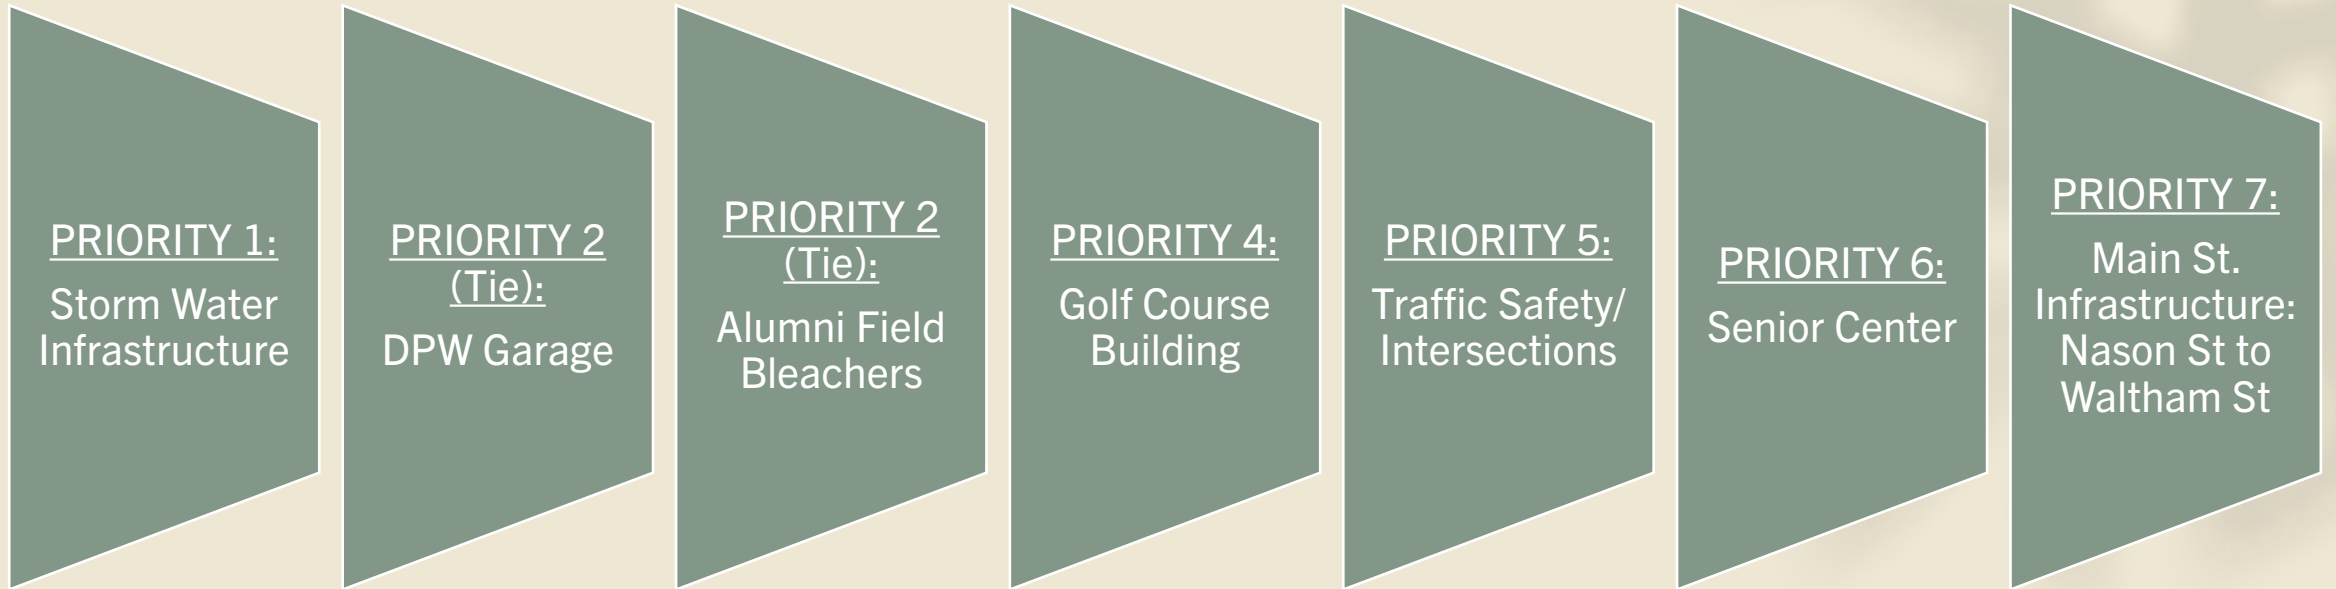 PRIORITY 1:
Storm Water
Infrastructure
PRIORITY 2
(Tie):
DPW Garage
PRIORITY 2
(Tie):
Alumni Field
Bleachers
PRIORITY 4:
Golf Course
Building
PRIORITY 5:
Traffic Safety/
Intersections
PRIORITY 6:
Senior Center
PRIORITY 7:
Main St.
Infrastructure:
Nason St to
Waltham St